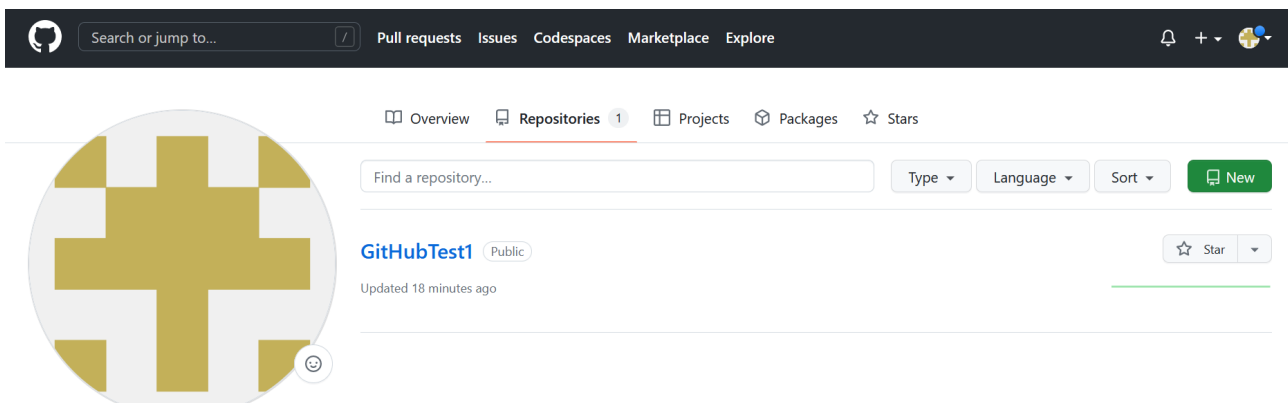 Search or jump to... / Pull requests Issues Codespaces Marketplace Explore
Overview Repositories 1 Projects Packages Stars
Find a repository... Type Language Sort New
GitHubTest1 Public Star
Updated 18 minutes ago